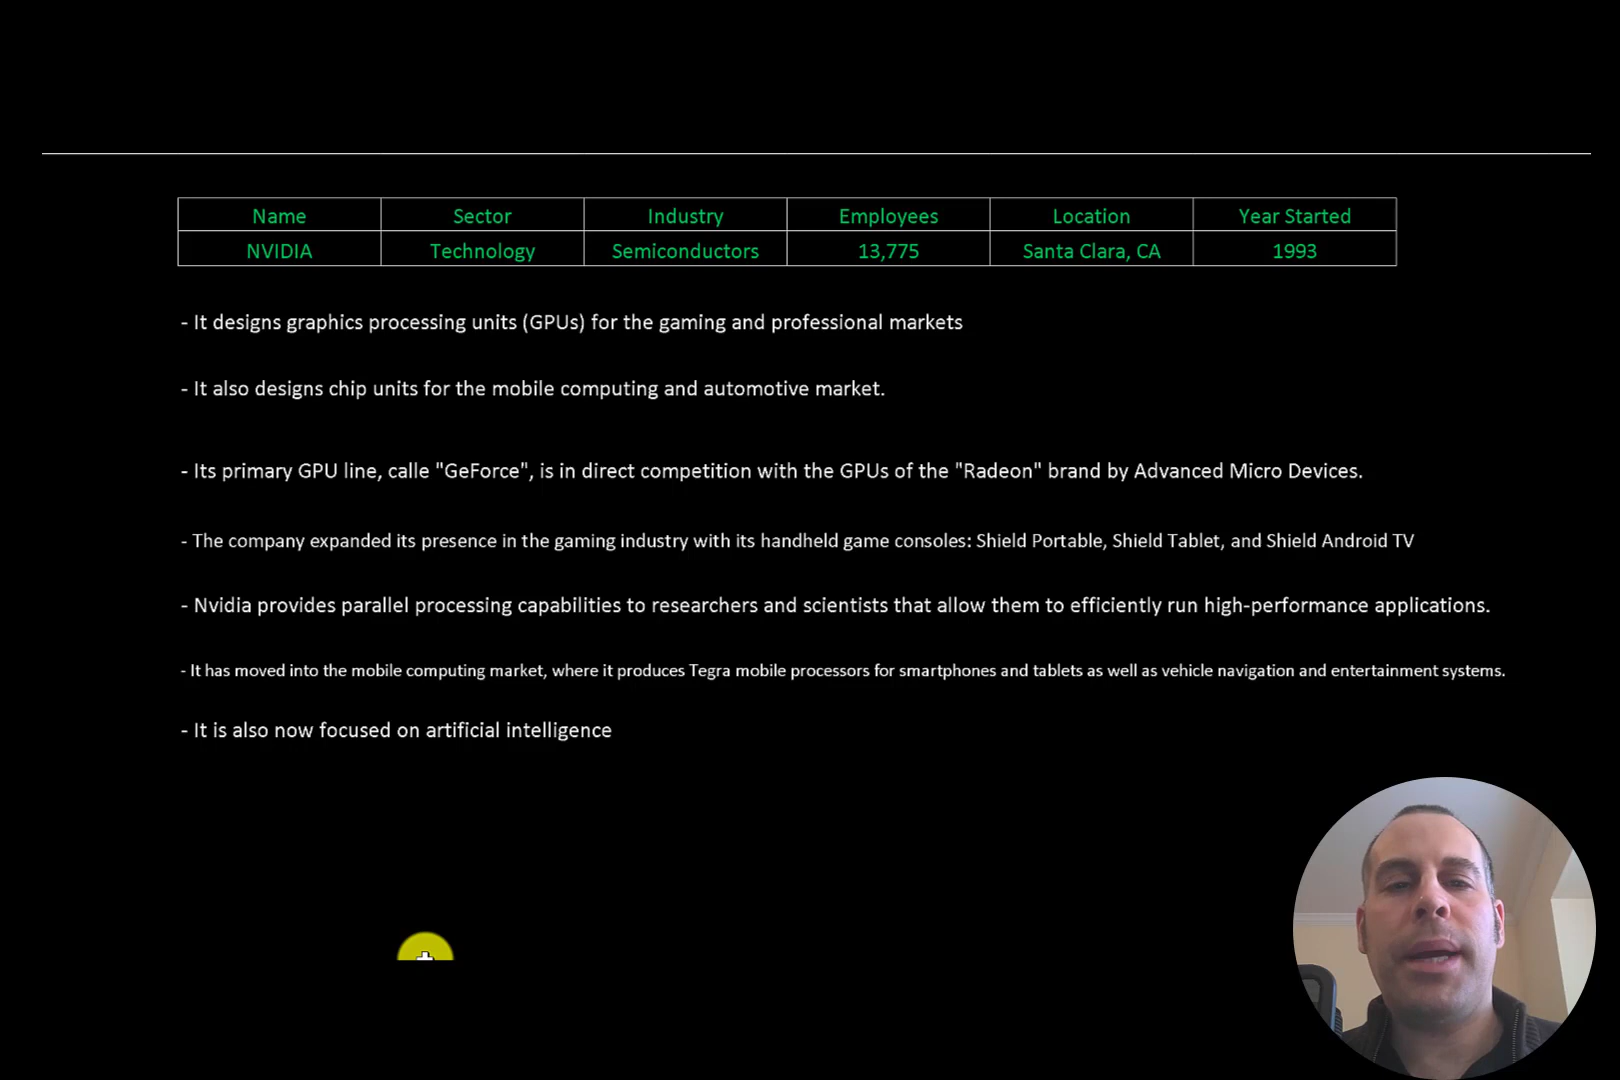 Name Sector Industry Employees Location Year Started
NVIDIA Technology Semiconductors 13,775 Santa Clara, CA 1993
- It designs graphics processing units (GPUs) for the gaming and professional markets
- It also designs chip units for the mobile computing and automotive market.
- Its primary GPU line, calle "GeForce", is in direct competition with the GPUs of the "Radeon" brand by Advanced Micro Devices.
- The company expanded its presence in the gaming industry with its handheld game consoles: Shield Portable, Shield Tablet, and Shield Android TV
- Nvidia provides parallel processing capabilities to researchers and scientists that allow them to efficiently run high-performance applications.
- It has moved into the mobile computing market, where it produces Tegra mobile processors for smartphones and tablets as well as vehicle navigation and entertainment systems.
- It is also now focused on artificial intelligence